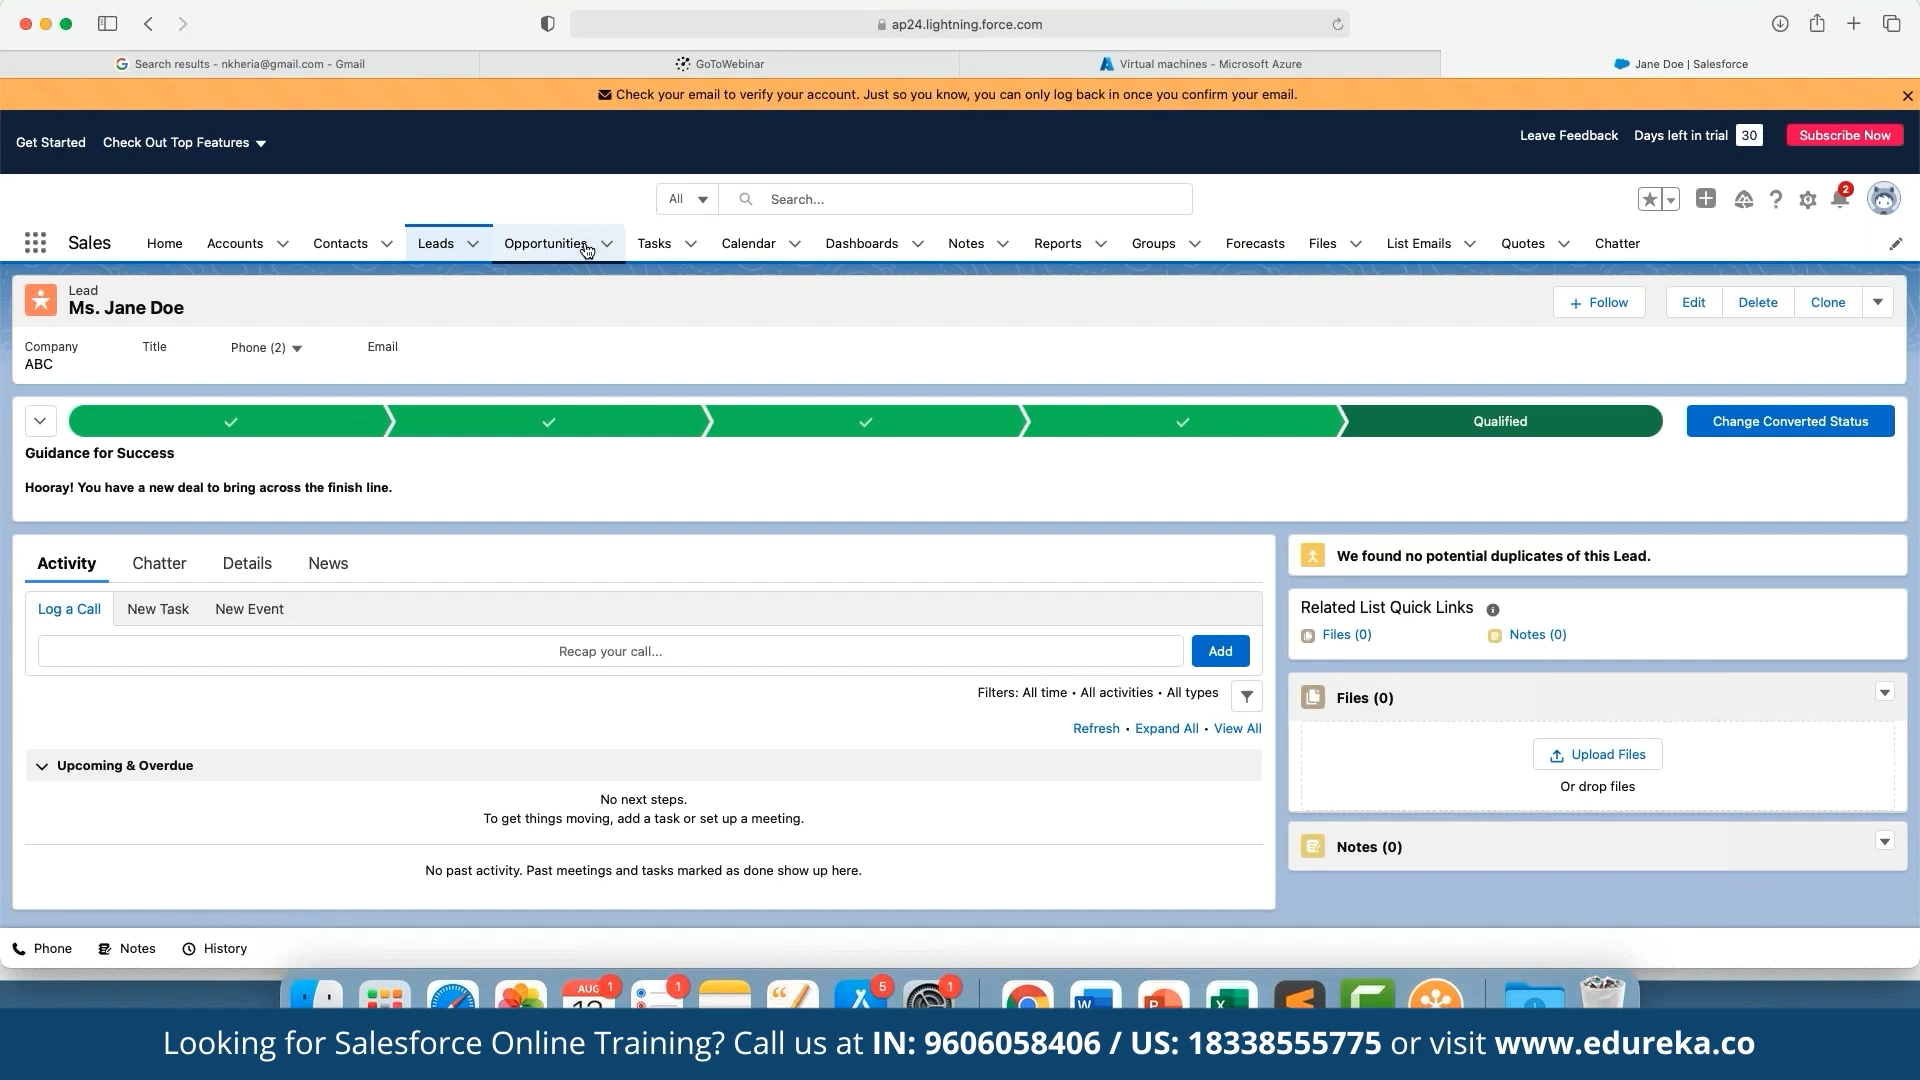 ap24.lightning.force.com
Search results - nkheria@gmail.com - Gmail
GoToWebinar
Virtual machines - Microsoft Azure
Jane Doe | Salesforce
Check your email to verify your account. Just so you know, you can only log back in once you confirm your email.
Get Started Check Out Top Features
Leave Feedback Days left in trial 30 Subscribe Now
All Search...
2
Sales Home Accounts Contacts Leads Opportunities Tasks Calendar Dashboards Notes Reports Groups Forecasts Files List Emails Quotes Chatter
Lead
Ms. Jane Doe
+ Follow Edit Delete Clone
Company Title Phone (2) Email
ABC
Qualified
Change Converted Status
Guidance for Success
Hooray! You have a new deal to bring across the finish line.
Activity Chatter Details News
Log a Call New Task New Event
Recap your call... Add
Filters: All time • All activities • All types
Refresh • Expand All • View All
Upcoming & Overdue
No next steps.
To get things moving, add a task or set up a meeting.
No past activity. Past meetings and tasks marked as done show up here.
We found no potential duplicates of this Lead.
Related List Quick Links
Files (0) Notes (0)
Files (0)
Upload Files
Or drop files
Notes (0)
Phone Notes History
AUG 1 1 5 1
W P X
Looking for Salesforce Online Training? Call us at IN: 9606058406 / US: 18338555775 or visit www.edureka.co